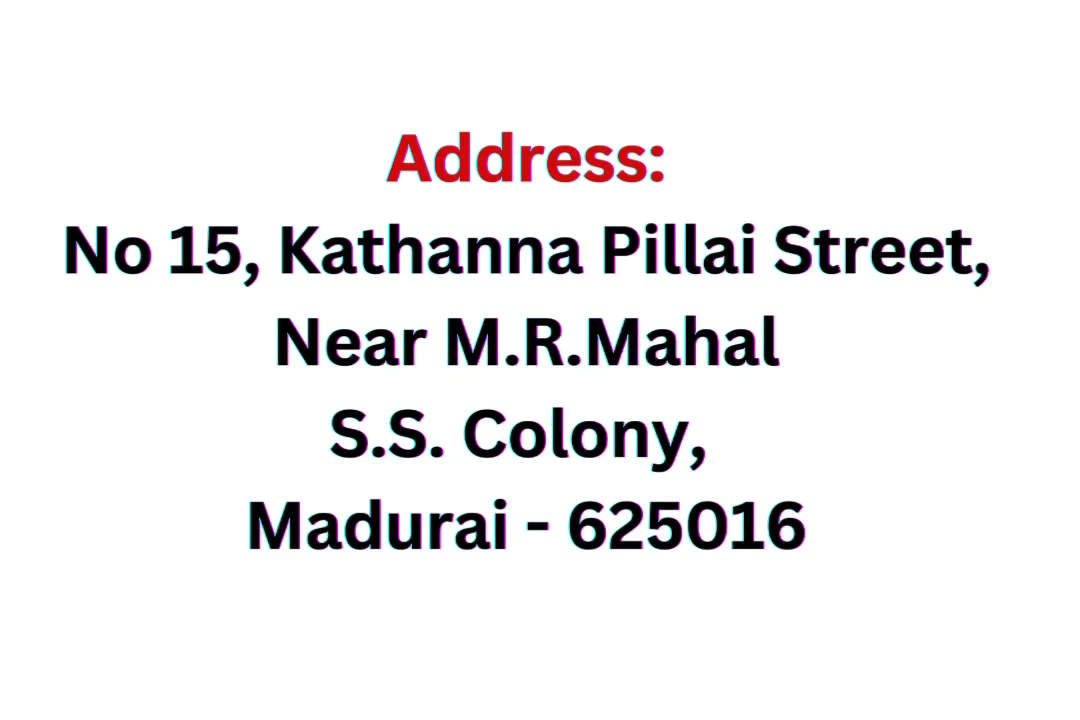 Address:
No 15, Kathanna Pillai Street,
Near M.R.Mahal
S.S. Colony,
Madurai - 625016